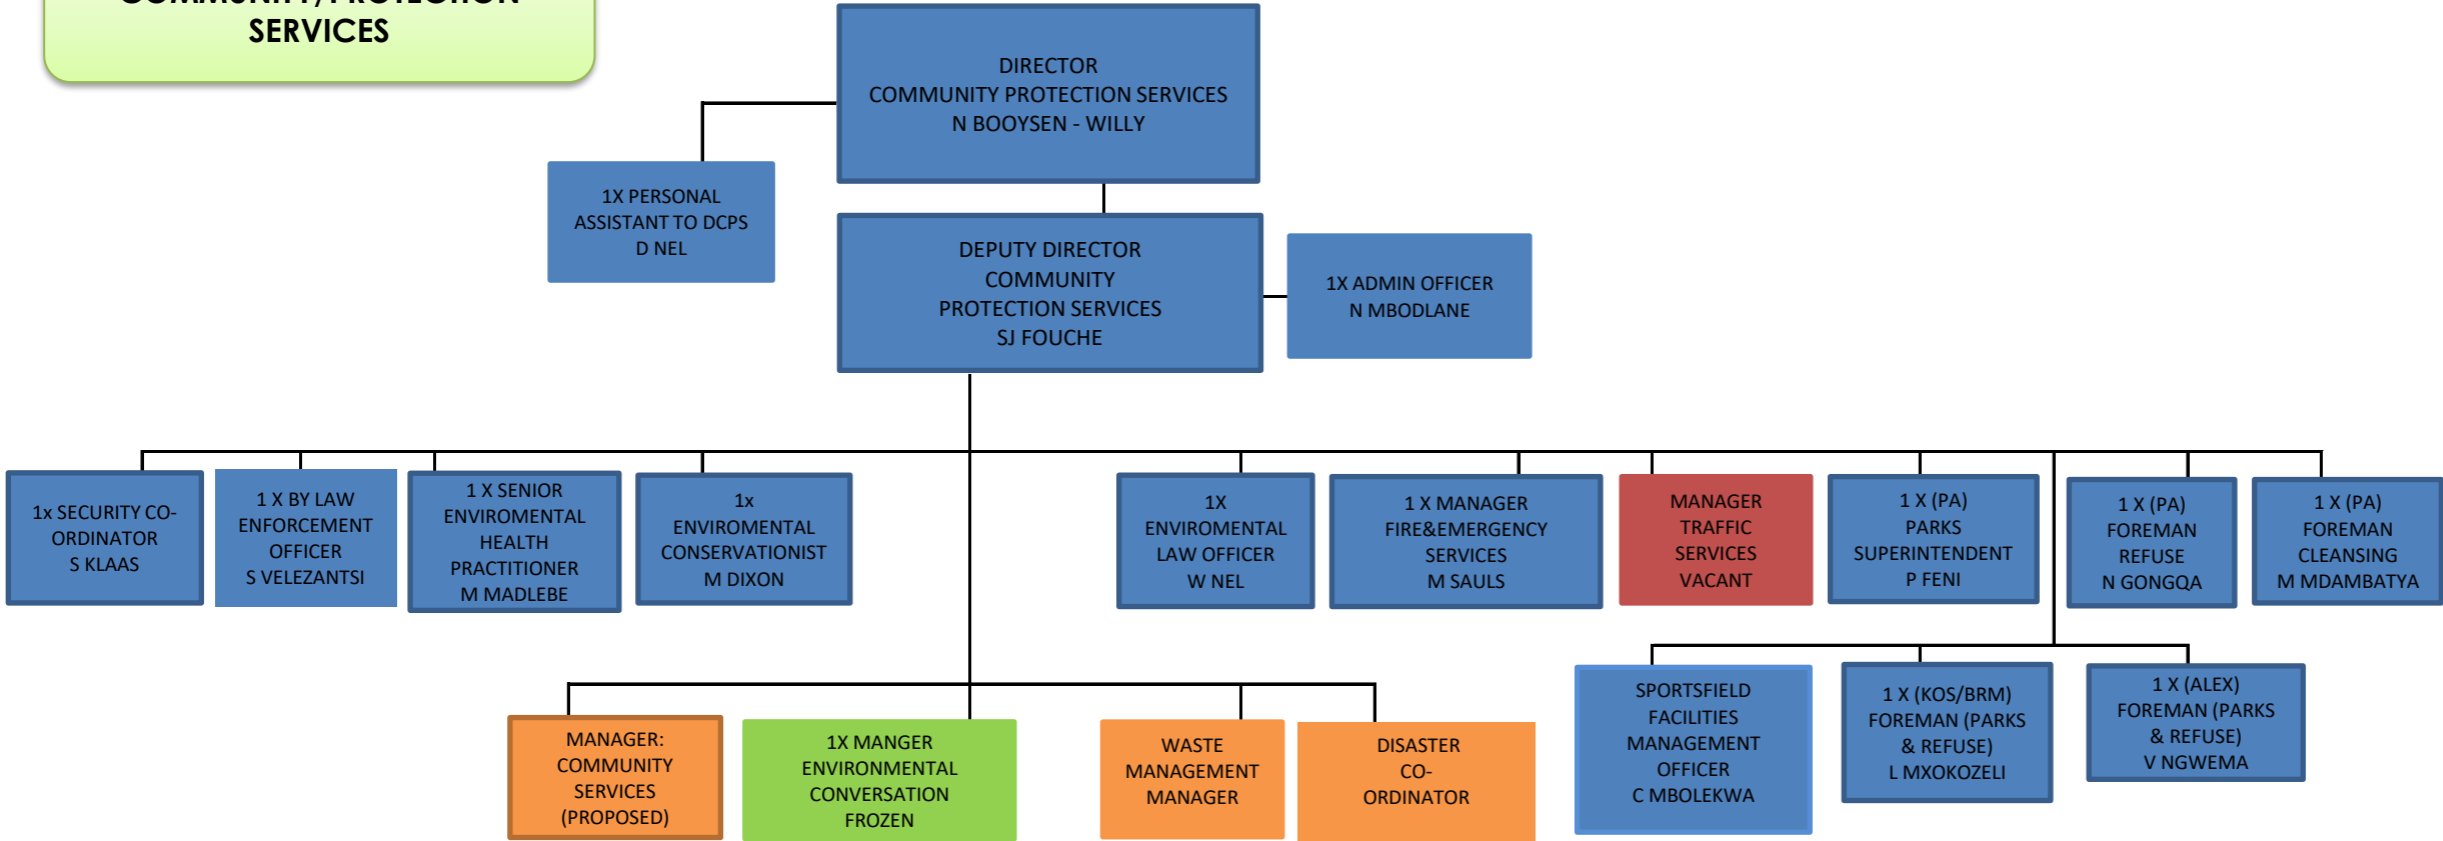 COMMUNITY/PROTECTION
SERVICES
DIRECTOR
COMMUNITY PROTECTION SERVICES
N BOOYSEN - WILLY
1X PERSONAL
ASSISTANT TO DCPS
D NEL
DEPUTY DIRECTOR
COMMUNITY
PROTECTION SERVICES
SJ FOUCHE
1X ADMIN OFFICER
N MBODLANE
1x SECURITY CO-
ORDINATOR
S KLAAS
1 X BY LAW
ENFORCEMENT
OFFICER
S VELEZANTSI
1 X SENIOR
ENVIROMENTAL
HEALTH
PRACTITIONER
M MADLEBE
1x
ENVIROMENTAL
CONSERVATIONIST
M DIXON
1X
ENVIROMENTAL
LAW OFFICER
W NEL
1 X MANAGER
FIRE&EMERGENCY
SERVICES
M SAULS
MANAGER
TRAFFIC
SERVICES
VACANT
1 X (PA)
PARKS
SUPERINTENDENT
P FENI
1 X (PA)
FOREMAN
REFUSE
N GONGQA
1 X (PA)
FOREMAN
CLEANSING
M MDAMBATYA
MANAGER:
COMMUNITY
SERVICES
(PROPOSED)
1X MANGER
ENVIRONMENTAL
CONVERSATION
FROZEN
WASTE
MANAGEMENT
MANAGER
DISASTER
CO-
ORDINATOR
SPORTSFIELD
FACILITIES
MANAGEMENT
OFFICER
C MBOLEKWA
1 X (KOS/BRM)
FOREMAN (PARKS
& REFUSE)
L MXOKOZELI
1 X (ALEX)
FOREMAN (PARKS
& REFUSE)
V NGWEMA